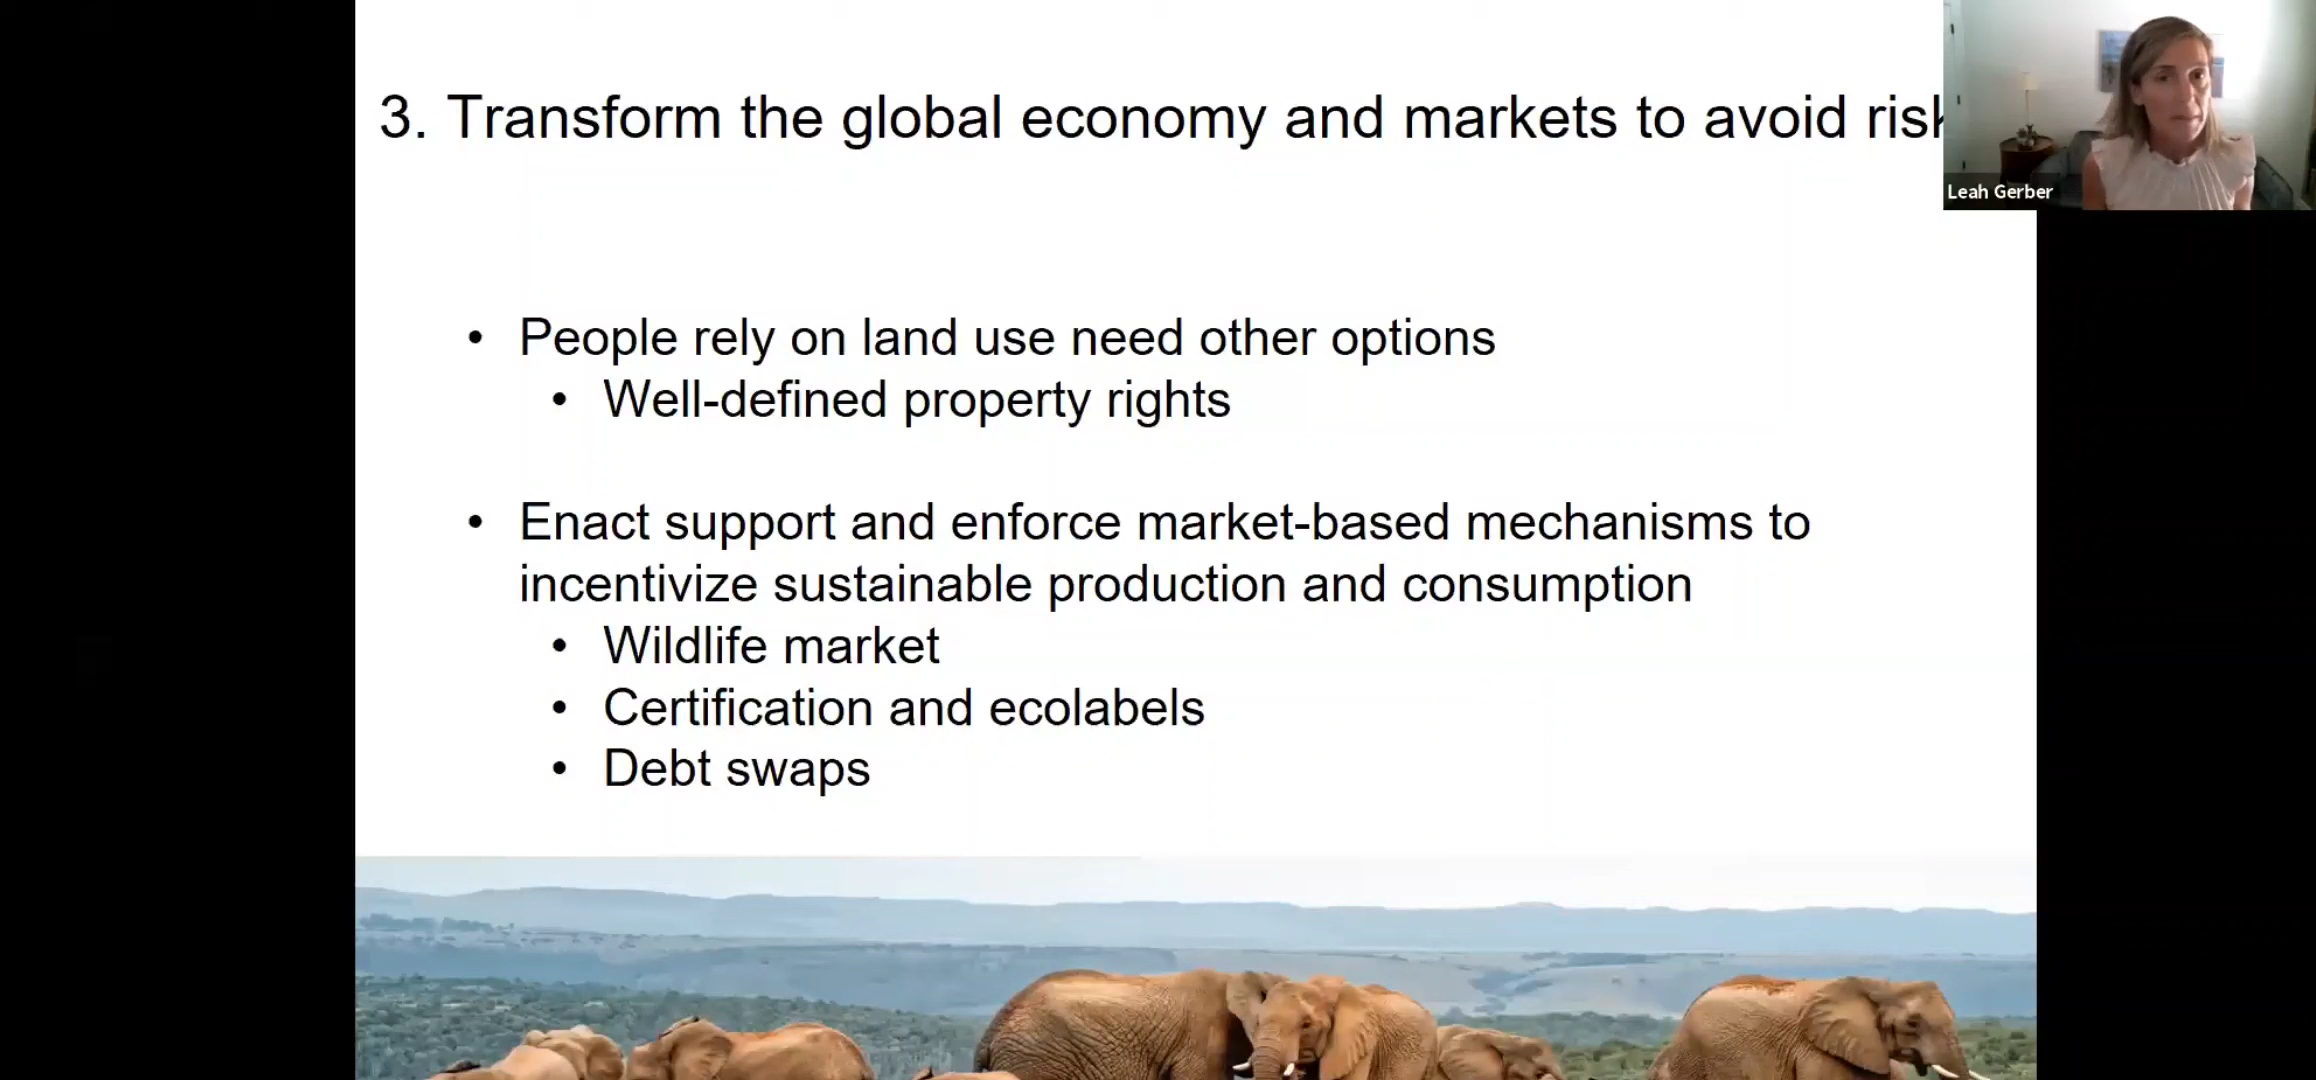 3. Transform the global economy and markets to avoid risk
Leah Gerber
• People rely on land use need other options
• Well-defined property rights
• Enact support and enforce market-based mechanisms to
incentivize sustainable production and consumption
• Wildlife market
• Certification and ecolabels
• Debt swaps